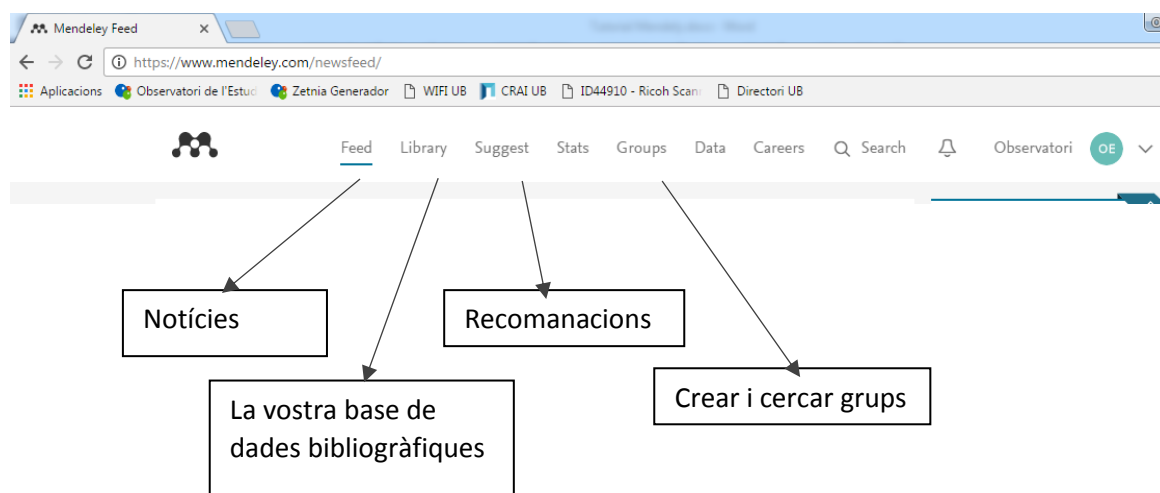 Mendeley Feed
https://www.mendeley.com/newsfeed/
Aplicacions Observatori de l'Estud Zetnia Generador WIFI UB CRAI UB ID44910 - Ricoh Scan Directori UB
Feed Library Suggest Stats Groups Data Careers Search Observatori OE
Notícies
Recomanacions
La vostra base de
dades bibliogràfiques
Crear i cercar grups